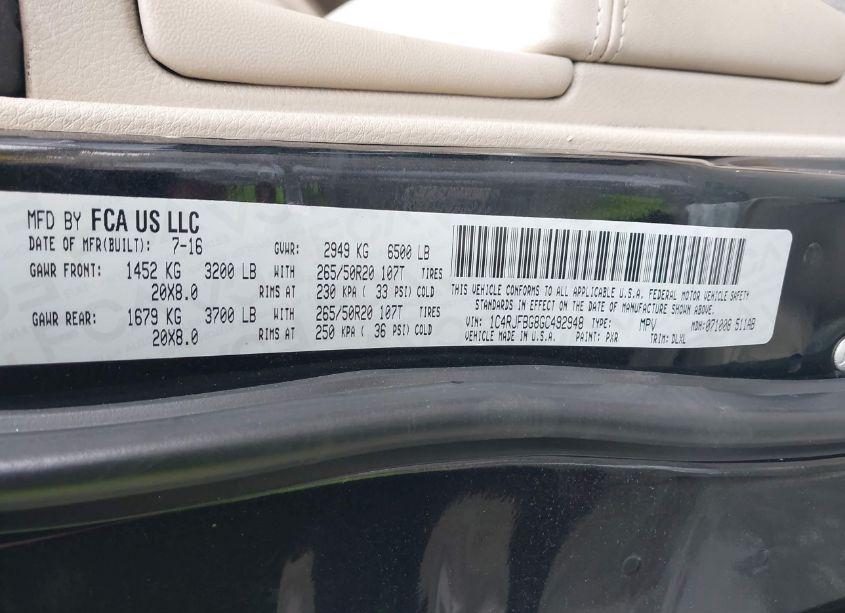 MFD BY FCA US LLC
DATE OF MFR(BUILT): 7-16 GVWR: 2949 KG 6500 LB
GAWR FRONT: 1452 KG 3200 LB WITH 265/50R20 107T TIRES
20X8.0 RIMS AT 230 KPA ( 33 PSI) COLD
GAWR REAR: 1679 KG 3700 LB WITH 265/50R20 107T TIRES
20X8.0 RIMS AT 250 KPA ( 36 PSI) COLD
THIS VEHICLE CONFORMS TO ALL APPLICABLE U.S.A. FEDERAL MOTOR VEHICLE SAFETY
STANDARDS IN EFFECT ON THE DATE OF MANUFACTURE SHOWN ABOVE.
VIN: 1C4RJFBG8GC492948 TYPE: MPV MDH: 071008 511AB
VEHICLE MADE IN U.S.A. PAINT: PXR TRIM: DLXL